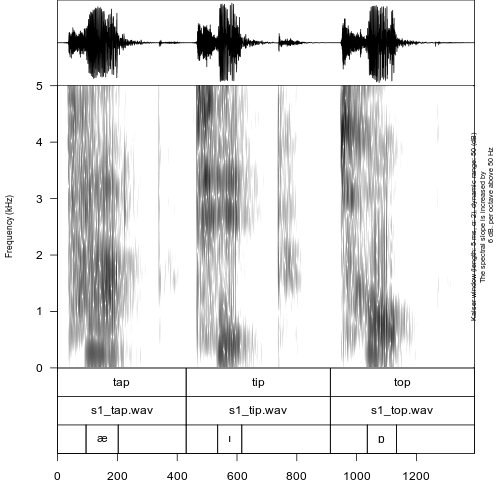 5
4
3
2
1
0
Frequency (kHz)
Kaiser window (length: 5 ms, α: 2), dynamic range: 50 (dB)
The spectral slope is increased by
6 dB. per octave above 50 Hz
tap tip top
s1_tap.wav s1_tip.wav s1_top.wav
æ ɪ ɒ
0 200 400 600 800 1000 1200